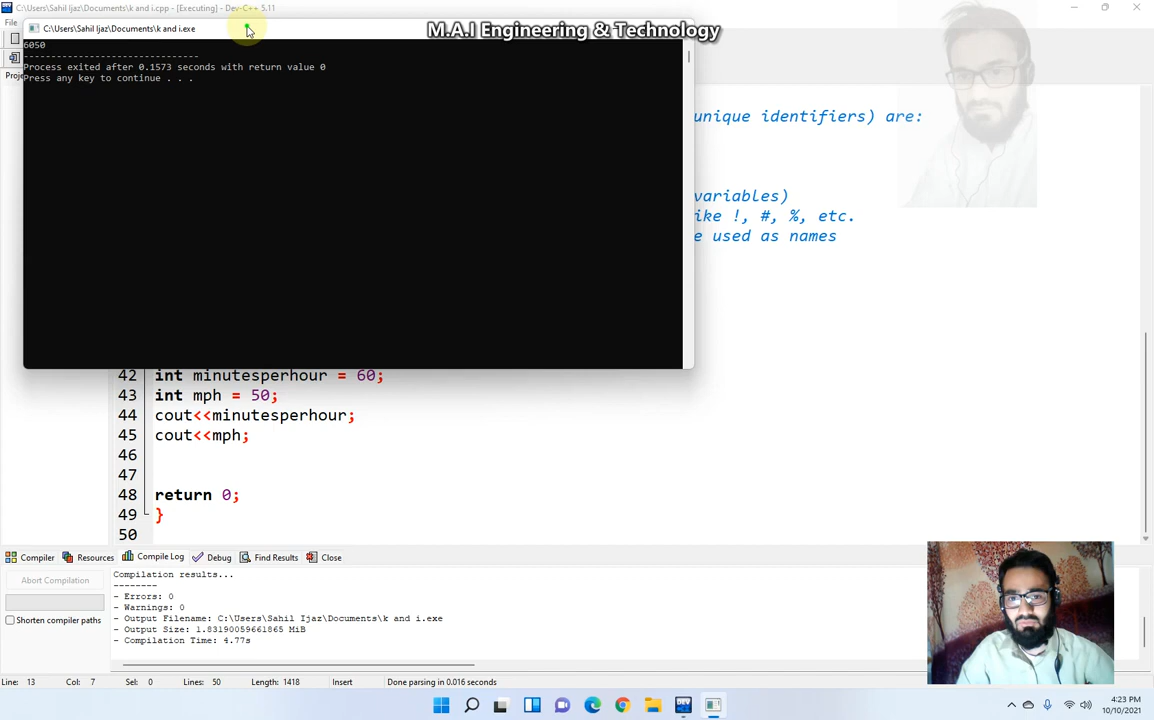 C:\Users\Sahil Ijaz\Documents\k and i.cpp - [Executing] - Dev-C++ 5.11
File
C:\Users\Sahil Ijaz\Documents\k and i.exe
M.A.I Engineering & Technology
6050
--------------------------------
Process exited after 0.1573 seconds with return value 0
Press any key to continue . . .
unique identifiers) are:
variables)
ike !, #, %, etc.
e used as names
42 int minutesperhour = 60;
43 int mph = 50;
44 cout<<minutesperhour;
45 cout<<mph;
46
47
48 return 0;
49 }
50
Compiler Resources Compile Log Debug Find Results Close
Abort Compilation
Shorten compiler paths
Compilation results...
--------
- Errors: 0
- Warnings: 0
- Output Filename: C:\Users\Sahil Ijaz\Documents\k and i.exe
- Output Size: 1.83190059661865 MiB
- Compilation Time: 4.77s
Line: 13 Col: 7 Sel: 0 Lines: 50 Length: 1418 Insert Done parsing in 0.016 seconds
DEV
4:23 PM
10/10/2021